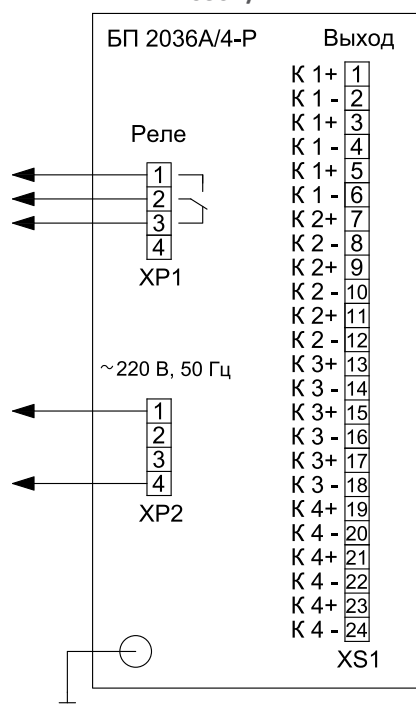 БП 2036А/4-Р
Выход
Реле
1
2
3
4
XP1
~220 В, 50 Гц
1
2
3
4
XP2
К 1+ 1
К 1 - 2
К 1+ 3
К 1 - 4
К 1+ 5
К 1 - 6
К 2+ 7
К 2 - 8
К 2+ 9
К 2 - 10
К 2+ 11
К 2 - 12
К 3+ 13
К 3 - 14
К 3+ 15
К 3 - 16
К 3+ 17
К 3 - 18
К 4+ 19
К 4 - 20
К 4+ 21
К 4 - 22
К 4+ 23
К 4 - 24
XS1